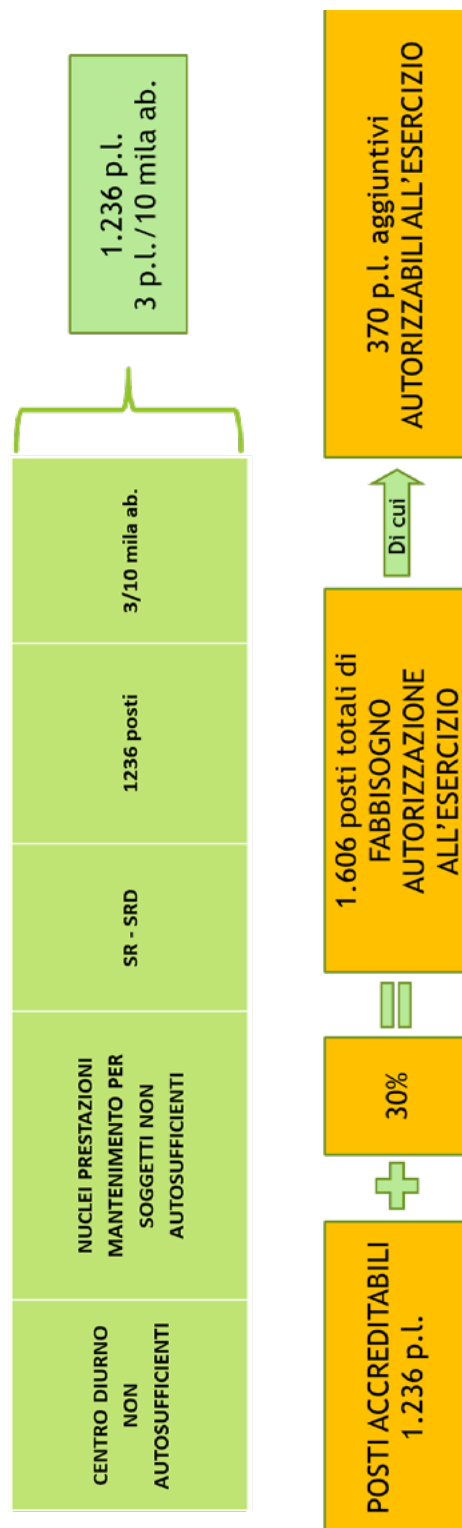 CENTRO DIURNO
NON
AUTOSUFFICIENTI
NUCLEI PRESTAZIONI
MANTENIMENTO PER
SOGGETTI NON
AUTOSUFFICIENTI
SR - SRD
1236 posti
3/10 mila ab.
1.236 p.l.
3 p.l./10 mila ab.
POSTI ACCREDITABILI
1.236 p.l.
30%
1.606 posti totali di
FABBISOGNO
AUTORIZZAZIONE
ALL'ESERCIZIO
Di cui
370 p.l. aggiuntivi
AUTORIZZABILI ALL'ESERCIZIO